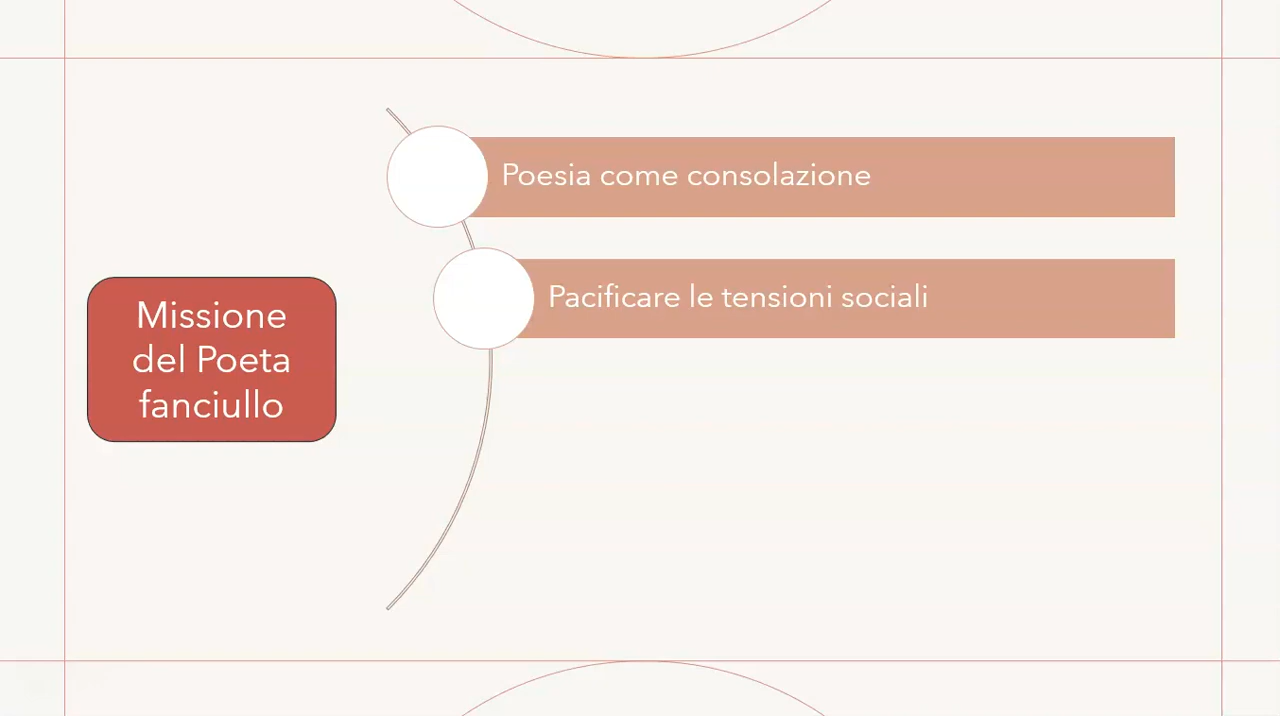 Poesia come consolazione
Pacificare le tensioni sociali
Missione
del Poeta
fanciullo